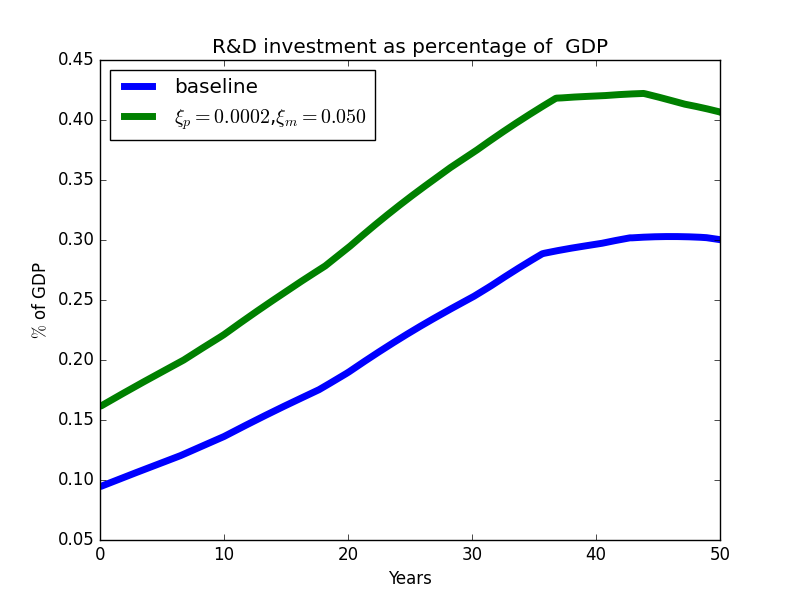 R&D investment as percentage of  GDP
0.45
baseline
ξp = 0.0002,ξm = 0.050
0.40
0.35
0.30
% of GDP
0.25
0.20
0.15
0.10
0.05
0 10 20 30 40 50
Years